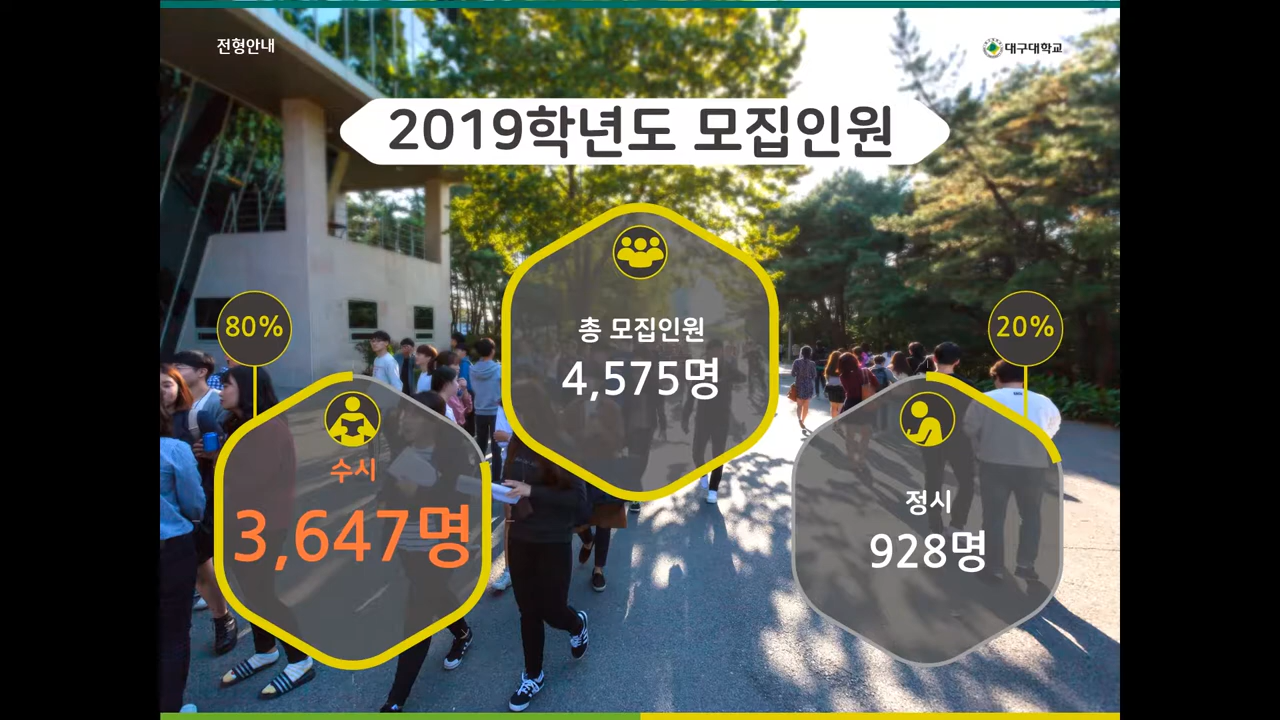 전형안내
대구대학교
2019학년도 모집인원
총 모집인원
4,575명
80%
수시
3,647명
20%
정시
928명